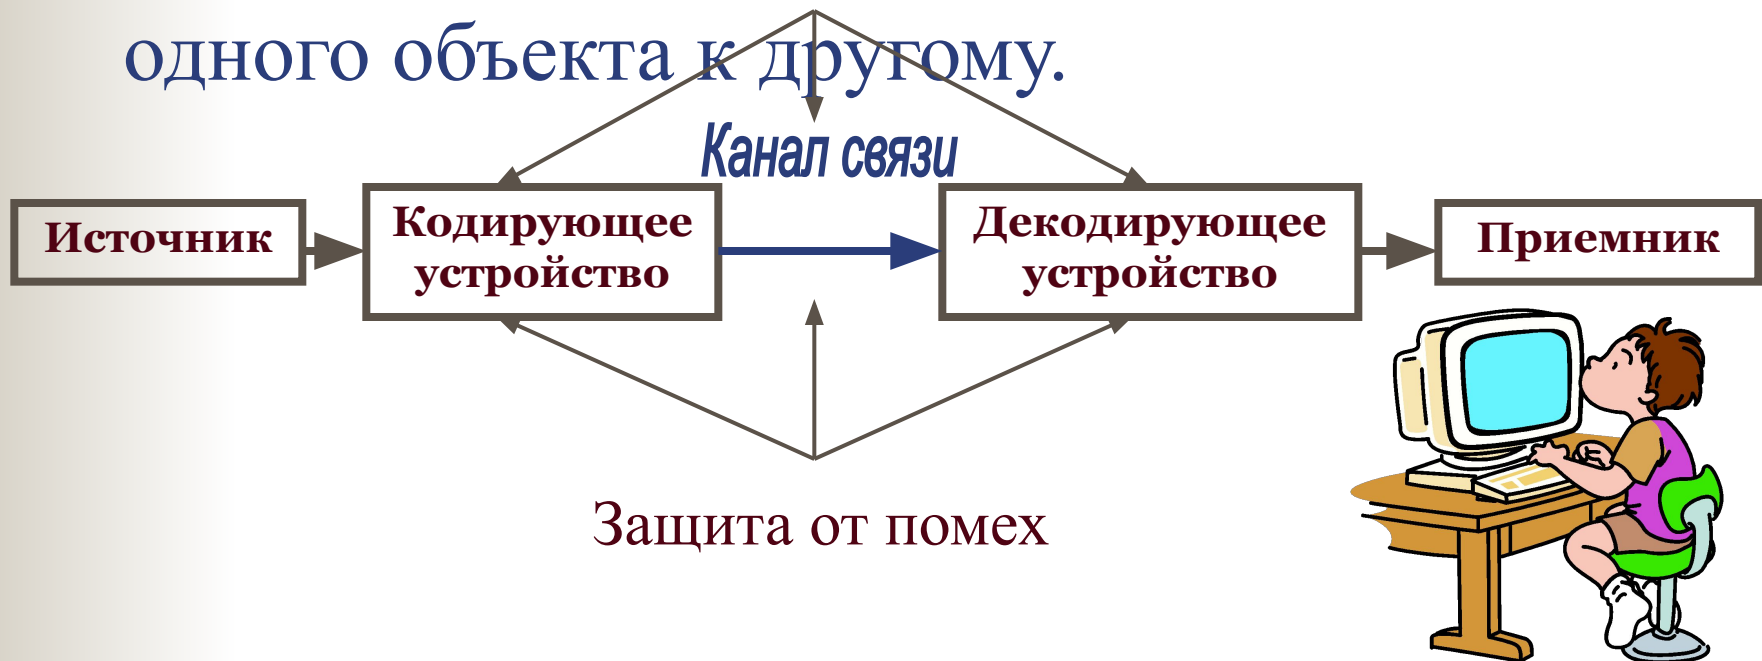 одного объекта к другому.
Канал связи
Источник
Кодирующее
устройство
Декодирующее
устройство
Приемник
Защита от помех